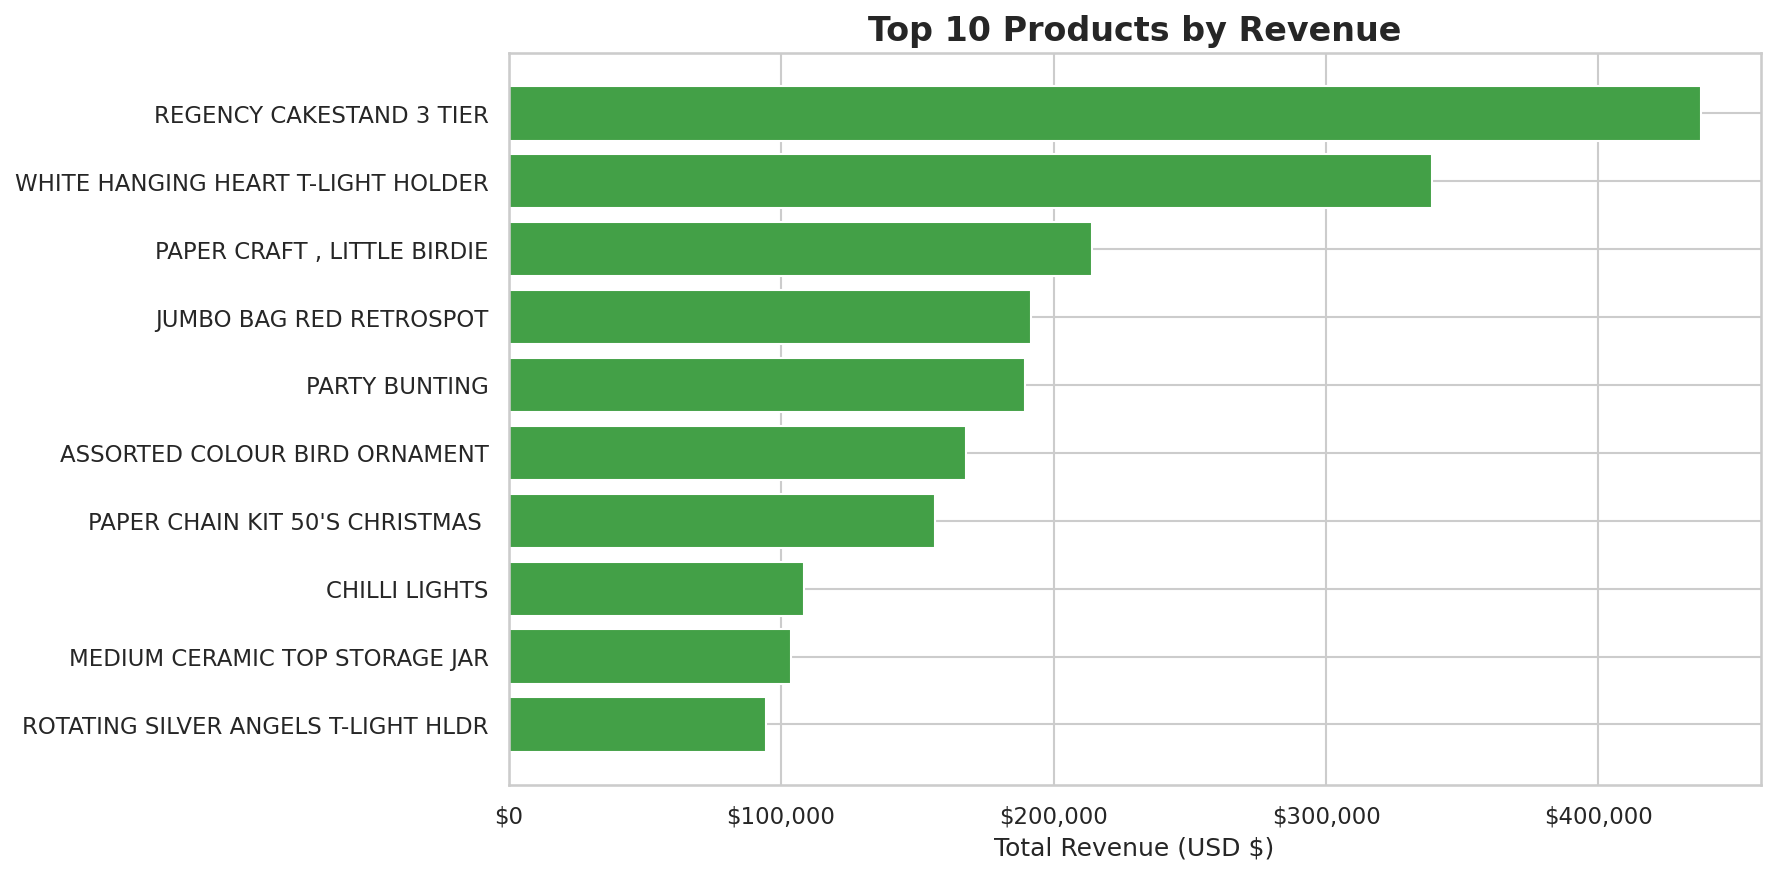 Top 10 Products by Revenue
REGENCY CAKESTAND 3 TIER
WHITE HANGING HEART T-LIGHT HOLDER
PAPER CRAFT , LITTLE BIRDIE
JUMBO BAG RED RETROSPOT
PARTY BUNTING
ASSORTED COLOUR BIRD ORNAMENT
PAPER CHAIN KIT 50'S CHRISTMAS
CHILLI LIGHTS
MEDIUM CERAMIC TOP STORAGE JAR
ROTATING SILVER ANGELS T-LIGHT HLDR
$0 $100,000 $200,000 $300,000 $400,000
Total Revenue (USD $)